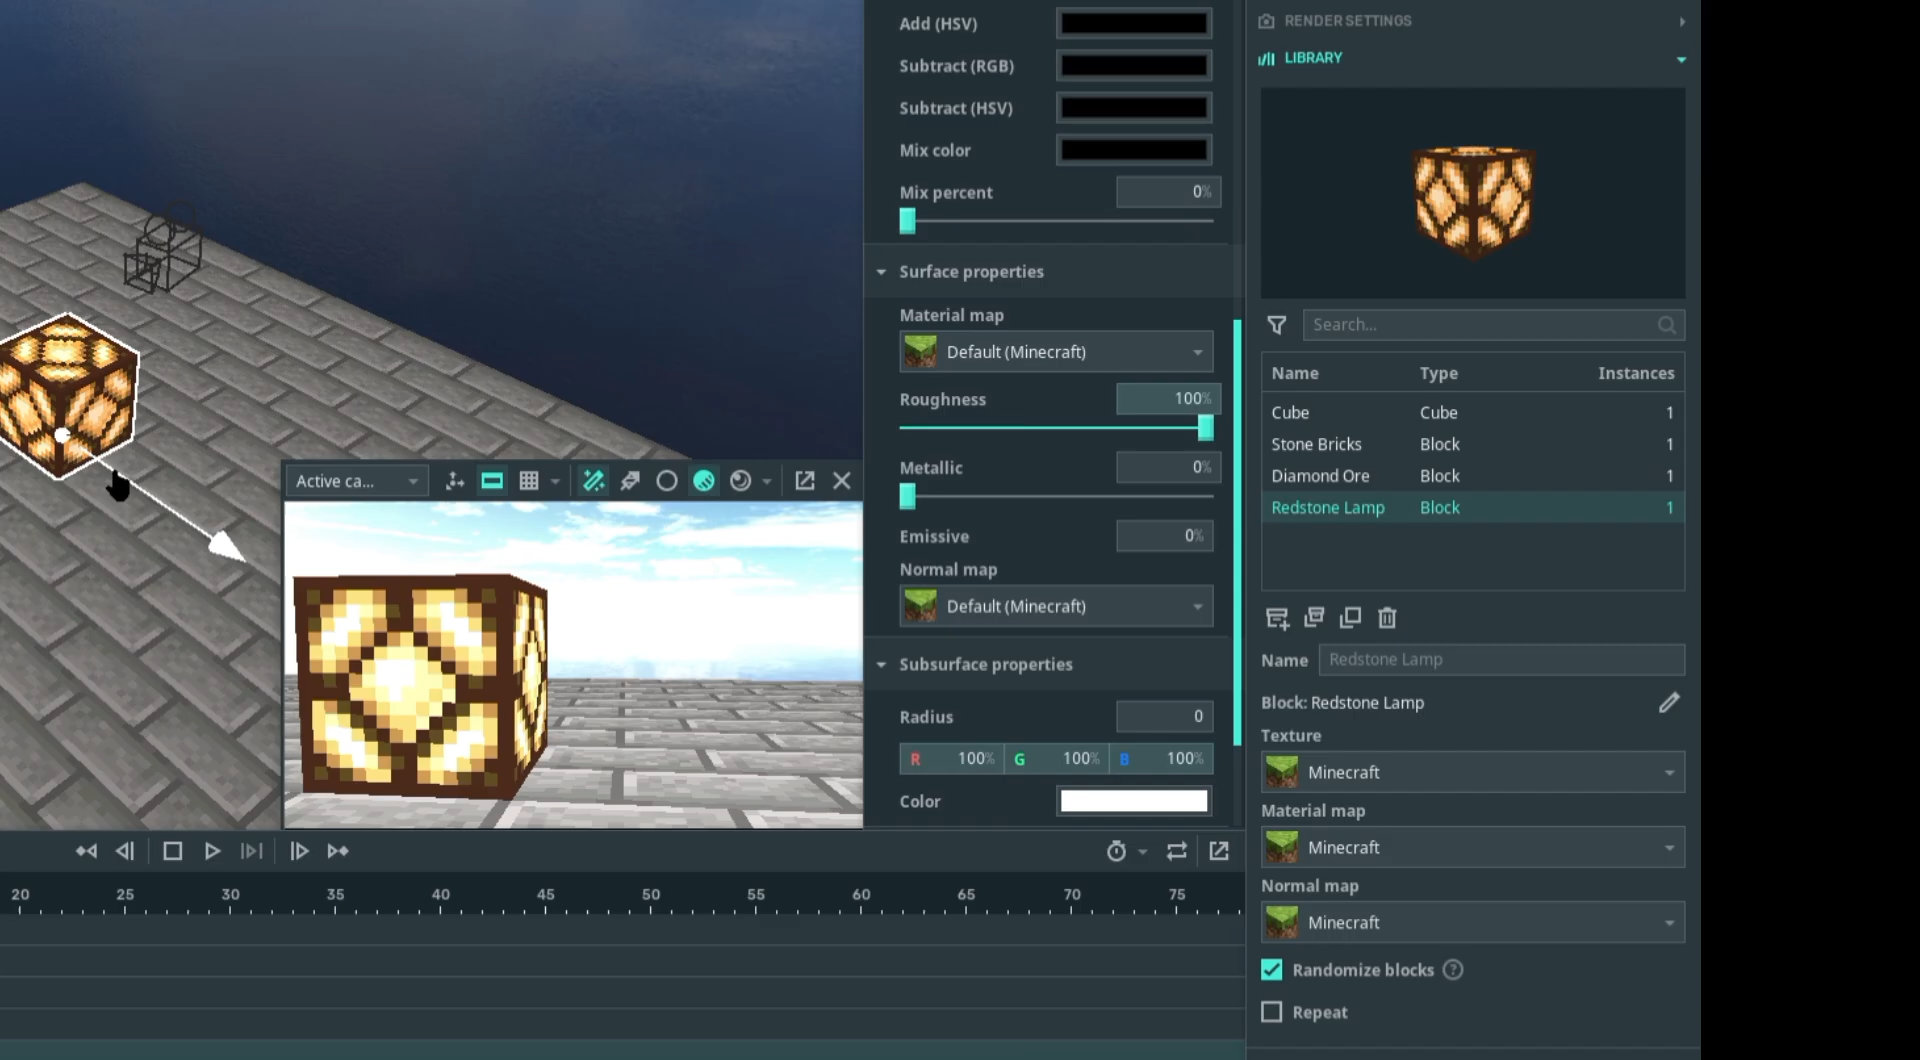 Add (HSV)
Subtract (RGB)
Subtract (HSV)
Mix color
Mix percent 0%
Surface properties
Material map
Default (Minecraft)
Roughness 100%
Metallic 0%
Emissive 0%
Normal map
Default (Minecraft)
Subsurface properties
Radius 0
R 100% G 100% B 100%
Color
Active ca...
20 25 30 35 40 45 50 55 60 65 70 75
RENDER SETTINGS
LIBRARY
Search...
Name Type Instances
Cube Cube 1
Stone Bricks Block 1
Diamond Ore Block 1
Redstone Lamp Block 1
Name Redstone Lamp
Block: Redstone Lamp
Texture
Minecraft
Material map
Minecraft
Normal map
Minecraft
Randomize blocks ?
Repeat